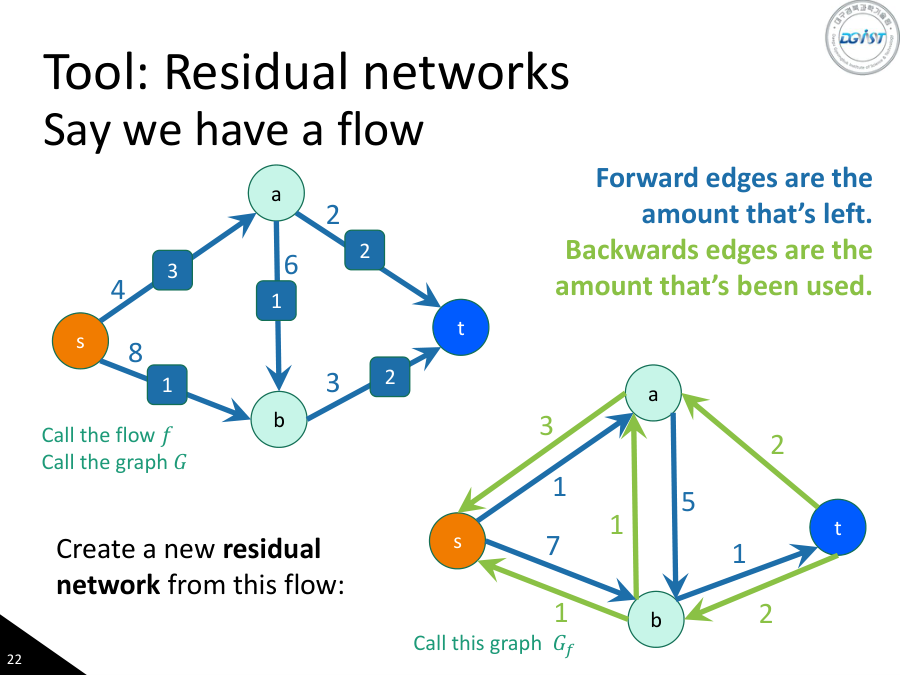 Tool: Residual networks
Say we have a flow
DGIST
Forward edges are the
amount that’s left.
Backwards edges are the
amount that’s been used.
a
2
2
3
6
4
1
s
t
8
1
3
2
b
Call the flow f
Call the graph G
Create a new residual
network from this flow:
a
3
2
1
5
1
s
t
7
1
1
2
b
Call this graph G_f
22